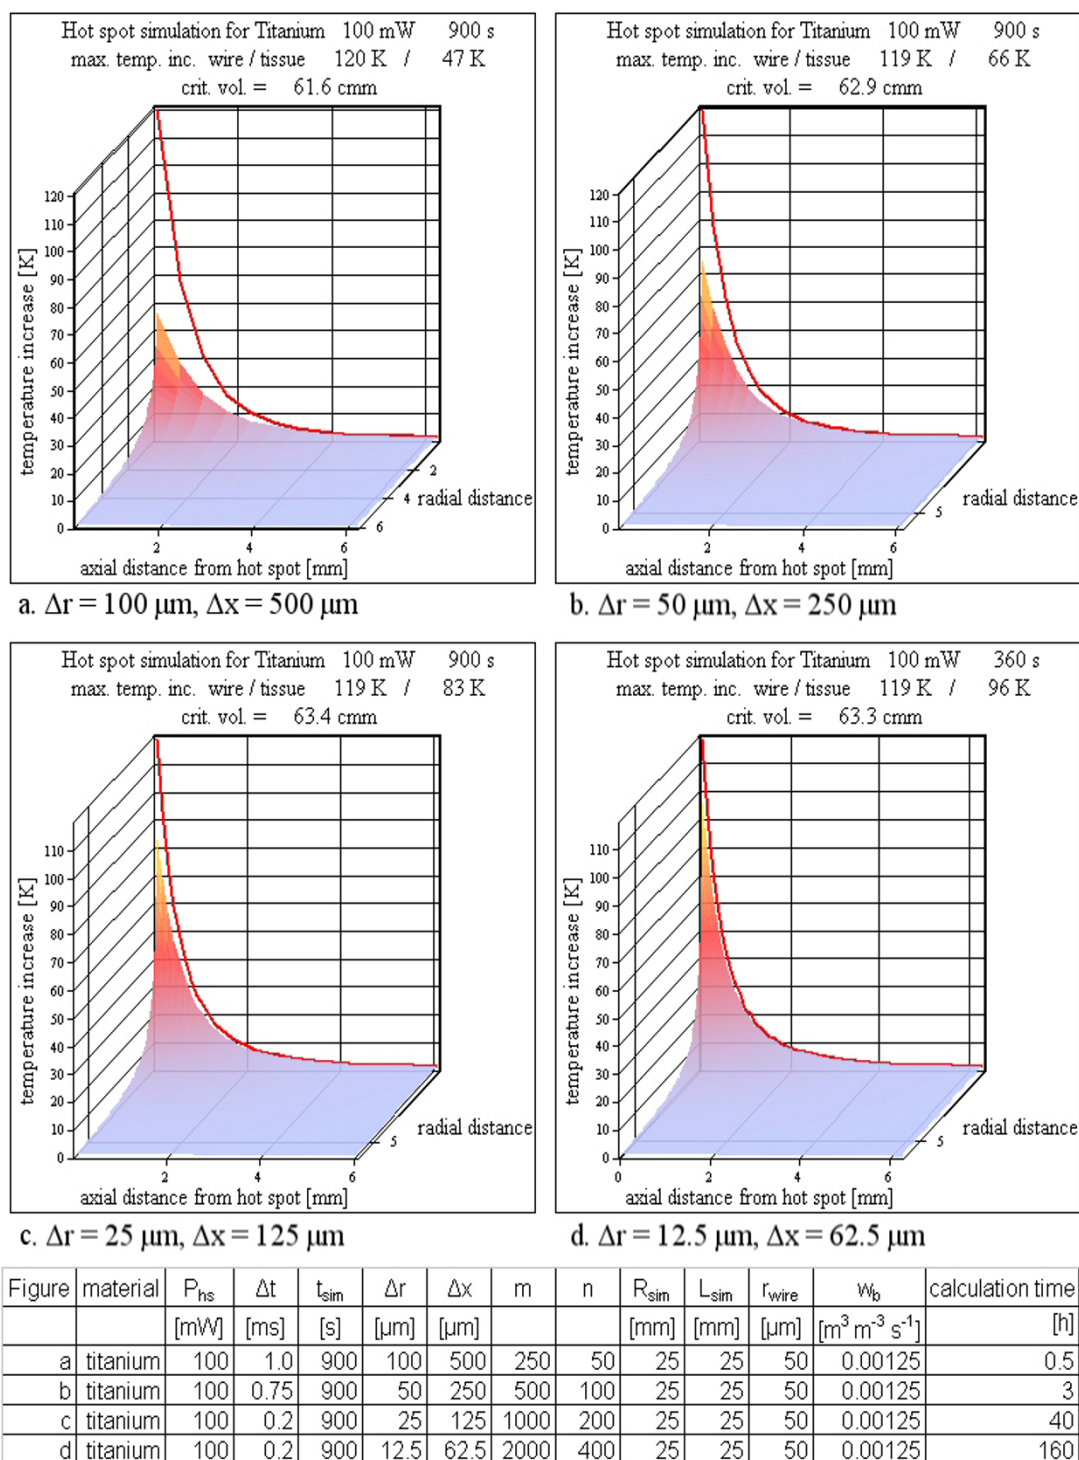 Hot spot simulation for Titanium 100 mW 900 s
max. temp. inc. wire / tissue 120 K / 47 K
crit. vol. = 61.6 cmm
120
110
100
90
80
70
60
50
40
30
20
10
0
temperature increase [K]
2
4
6
radial distance
2
4
6
axial distance from hot spot [mm]
a. Δr = 100 µm, Δx = 500 µm
Hot spot simulation for Titanium 100 mW 900 s
max. temp. inc. wire / tissue 119 K / 66 K
crit. vol. = 62.9 cmm
120
110
100
90
80
70
60
50
40
30
20
10
0
temperature increase [K]
5
radial distance
2
4
6
axial distance from hot spot [mm]
b. Δr = 50 µm, Δx = 250 µm
Hot spot simulation for Titanium 100 mW 900 s
max. temp. inc. wire / tissue 119 K / 83 K
crit. vol. = 63.4 cmm
110
100
90
80
70
60
50
40
30
20
10
0
temperature increase [K]
5
radial distance
2
4
6
axial distance from hot spot [mm]
c. Δr = 25 µm, Δx = 125 µm
Hot spot simulation for Titanium 100 mW 360 s
max. temp. inc. wire / tissue 119 K / 96 K
crit. vol. = 63.3 cmm
110
100
90
80
70
60
50
40
30
20
10
0
temperature increase [K]
5
radial distance
0
2
4
6
axial distance from hot spot [mm]
d. Δr = 12.5 µm, Δx = 62.5 µm
Figure material Phs Δt tsim Δr Δx m n Rsim Lsim rwire wb calculation time
[mW] [ms] [s] [µm] [µm] [mm] [mm] [µm] [m³ m⁻³ s⁻¹] [h]
a titanium 100 1.0 900 100 500 250 50 25 25 50 0.00125 0.5
b titanium 100 0.75 900 50 250 500 100 25 25 50 0.00125 3
c titanium 100 0.2 900 25 125 1000 200 25 25 50 0.00125 40
d titanium 100 0.2 900 12.5 62.5 2000 400 25 25 50 0.00125 160